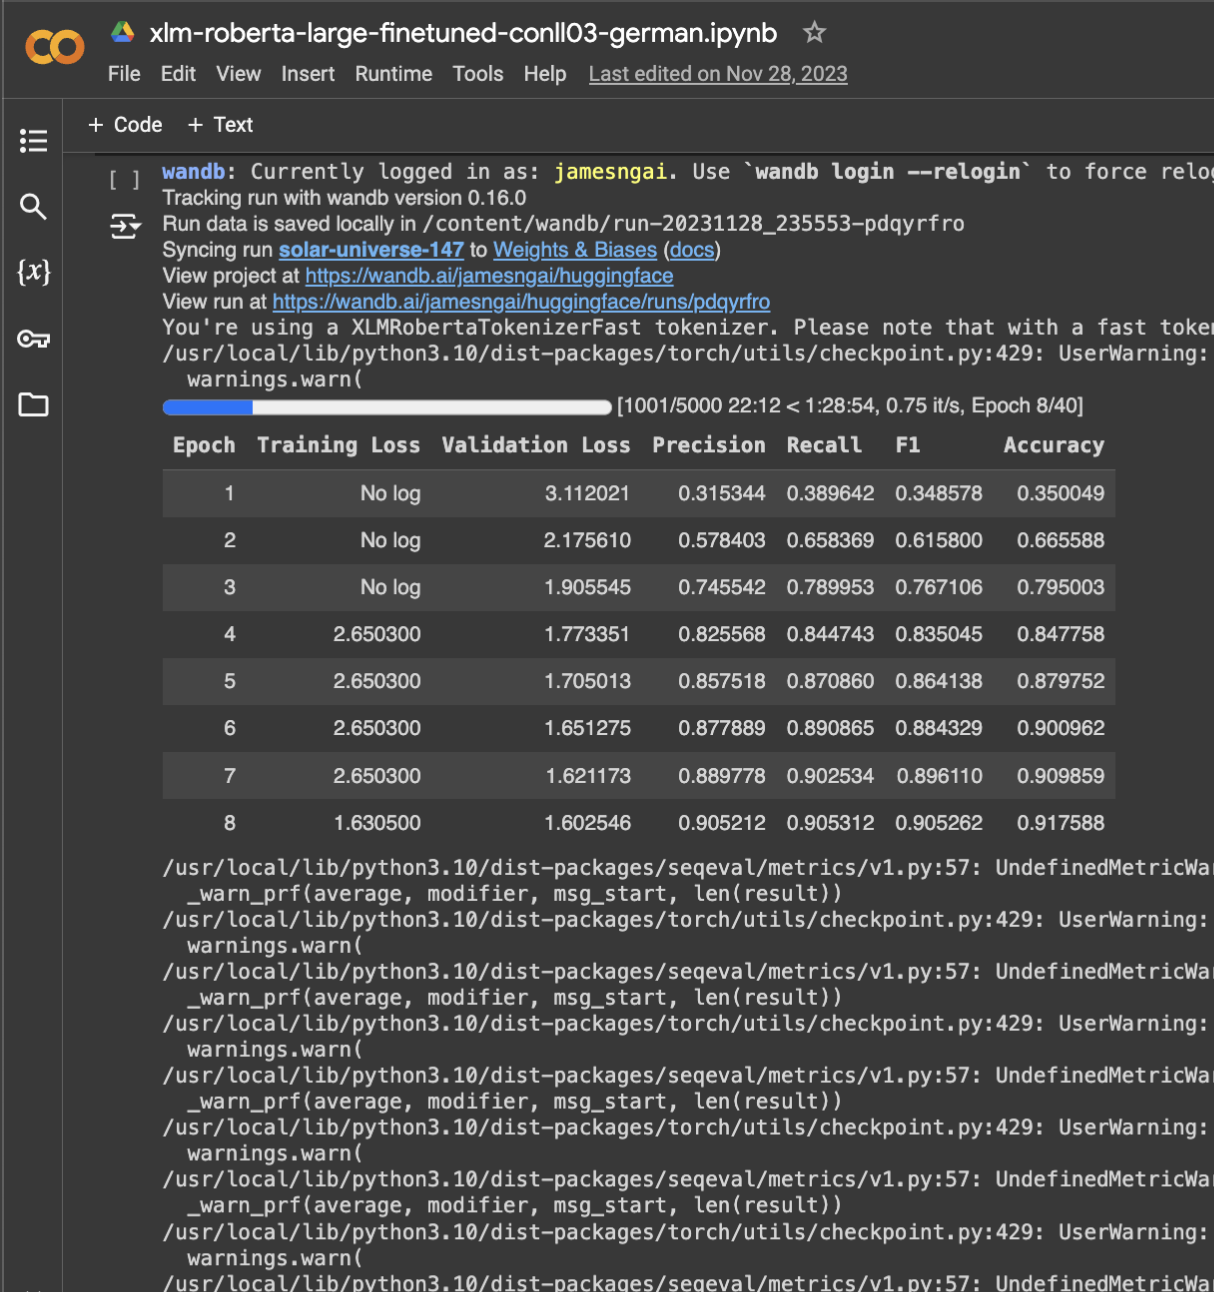 xlm-roberta-large-finetuned-conll03-german.ipynb
File Edit View Insert Runtime Tools Help Last edited on Nov 28, 2023
+ Code + Text
[ ] wandb: Currently logged in as: jamesngai. Use `wandb login --relogin` to force relog
Tracking run with wandb version 0.16.0
Run data is saved locally in /content/wandb/run-20231128_235553-pdqyrfro
Syncing run solar-universe-147 to Weights & Biases (docs)
View project at https://wandb.ai/jamesngai/huggingface
View run at https://wandb.ai/jamesngai/huggingface/runs/pdqyrfro
You're using a XLMRobertaTokenizerFast tokenizer. Please note that with a fast toke
/usr/local/lib/python3.10/dist-packages/torch/utils/checkpoint.py:429: UserWarning:
warnings.warn(
[1001/5000 22:12 < 1:28:54, 0.75 it/s, Epoch 8/40]
Epoch Training Loss Validation Loss Precision Recall F1 Accuracy
1 No log 3.112021 0.315344 0.389642 0.348578 0.350049
2 No log 2.175610 0.578403 0.658369 0.615800 0.665588
3 No log 1.905545 0.745542 0.789953 0.767106 0.795003
4 2.650300 1.773351 0.825568 0.844743 0.835045 0.847758
5 2.650300 1.705013 0.857518 0.870860 0.864138 0.879752
6 2.650300 1.651275 0.877889 0.890865 0.884329 0.900962
7 2.650300 1.621173 0.889778 0.902534 0.896110 0.909859
8 1.630500 1.602546 0.905212 0.905312 0.905262 0.917588
/usr/local/lib/python3.10/dist-packages/seqeval/metrics/v1.py:57: UndefinedMetricWar
_warn_prf(average, modifier, msg_start, len(result))
/usr/local/lib/python3.10/dist-packages/torch/utils/checkpoint.py:429: UserWarning:
warnings.warn(
/usr/local/lib/python3.10/dist-packages/seqeval/metrics/v1.py:57: UndefinedMetricWar
_warn_prf(average, modifier, msg_start, len(result))
/usr/local/lib/python3.10/dist-packages/torch/utils/checkpoint.py:429: UserWarning:
warnings.warn(
/usr/local/lib/python3.10/dist-packages/seqeval/metrics/v1.py:57: UndefinedMetricWar
_warn_prf(average, modifier, msg_start, len(result))
/usr/local/lib/python3.10/dist-packages/torch/utils/checkpoint.py:429: UserWarning:
warnings.warn(
/usr/local/lib/python3.10/dist-packages/seqeval/metrics/v1.py:57: UndefinedMetricWar
_warn_prf(average, modifier, msg_start, len(result))
/usr/local/lib/python3.10/dist-packages/torch/utils/checkpoint.py:429: UserWarning:
warnings.warn(
/usr/local/lib/python3.10/dist-packages/seqeval/metrics/v1.py:57: UndefinedMetricWar